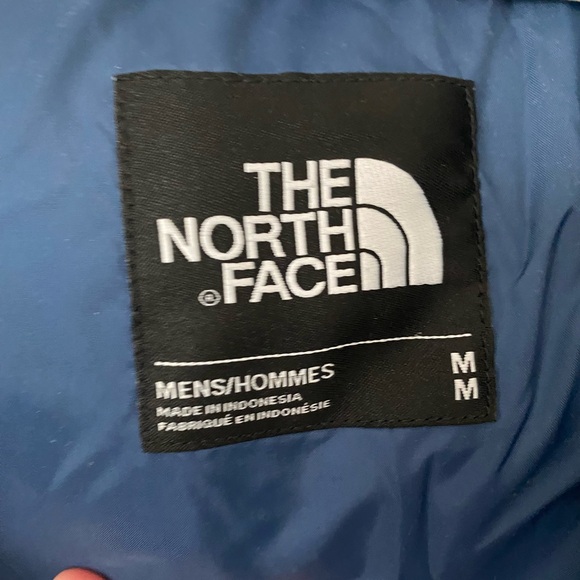 THE
NORTH
®FACE
MENS/HOMMES M
MADE IN INDONESIA M
FABRIQUÉ EN INDONÉSIE